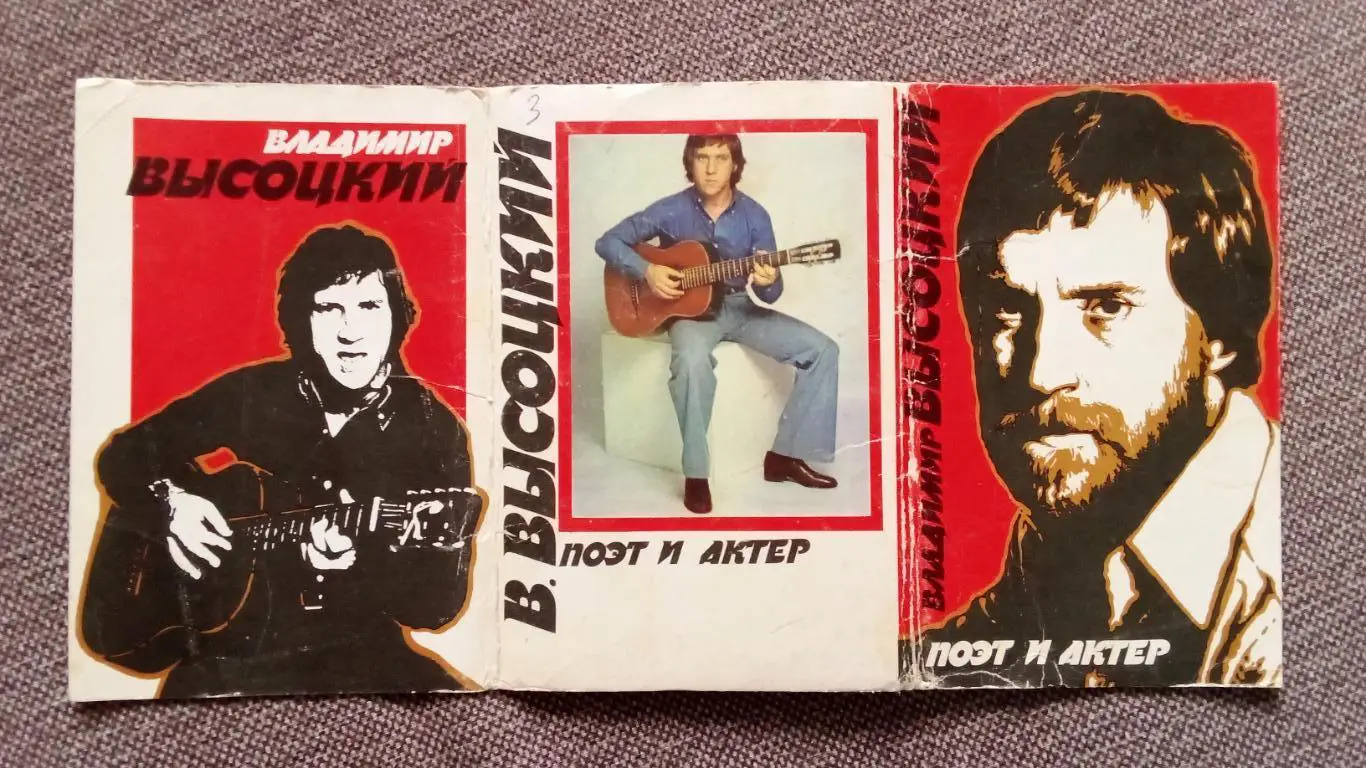 ВЛАДИМИР
ВЫСОЦКИЙ
3
В. ВЫСОЦКИЙ
ПОЭТ И АКТЕР
ВЛАДИМИР ВЫСОЦКИЙ
ПОЭТ И АКТЕР